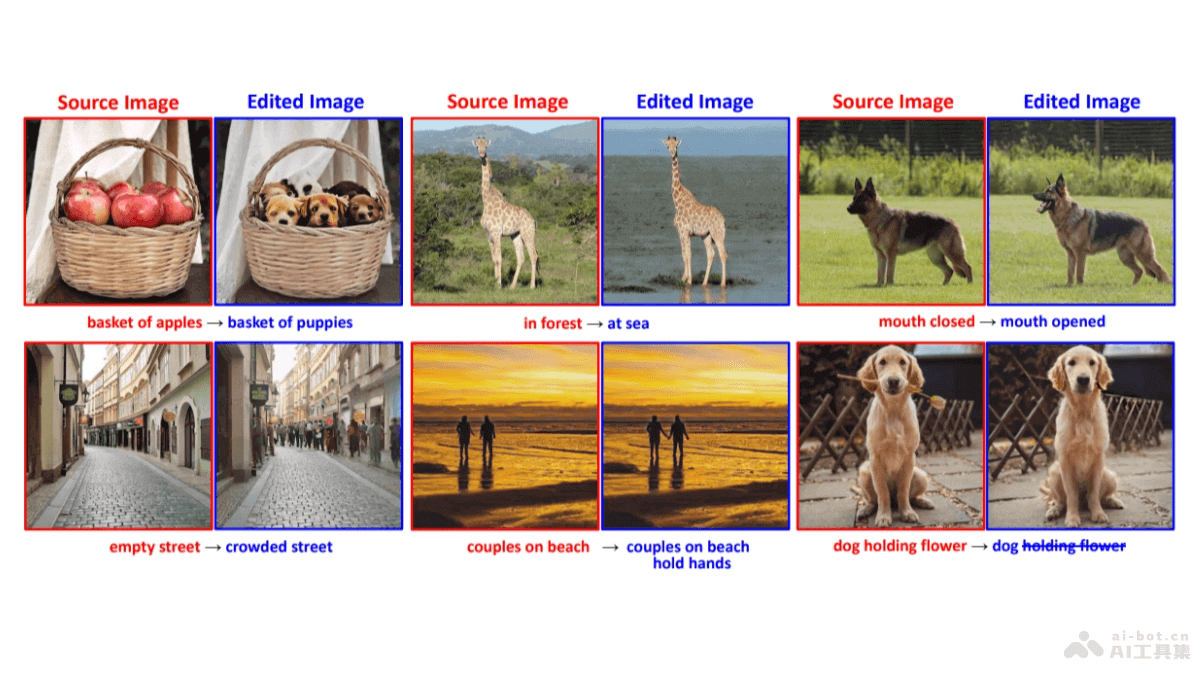 Source Image
Edited Image
Source Image
Edited Image
Source Image
Edited Image
basket of apples → basket of puppies
in forest → at sea
mouth closed → mouth opened
empty street → crowded street
couples on beach → couples on beach
hold hands
dog holding flower → dog holding flower
ai-bot.cn
AI工具集